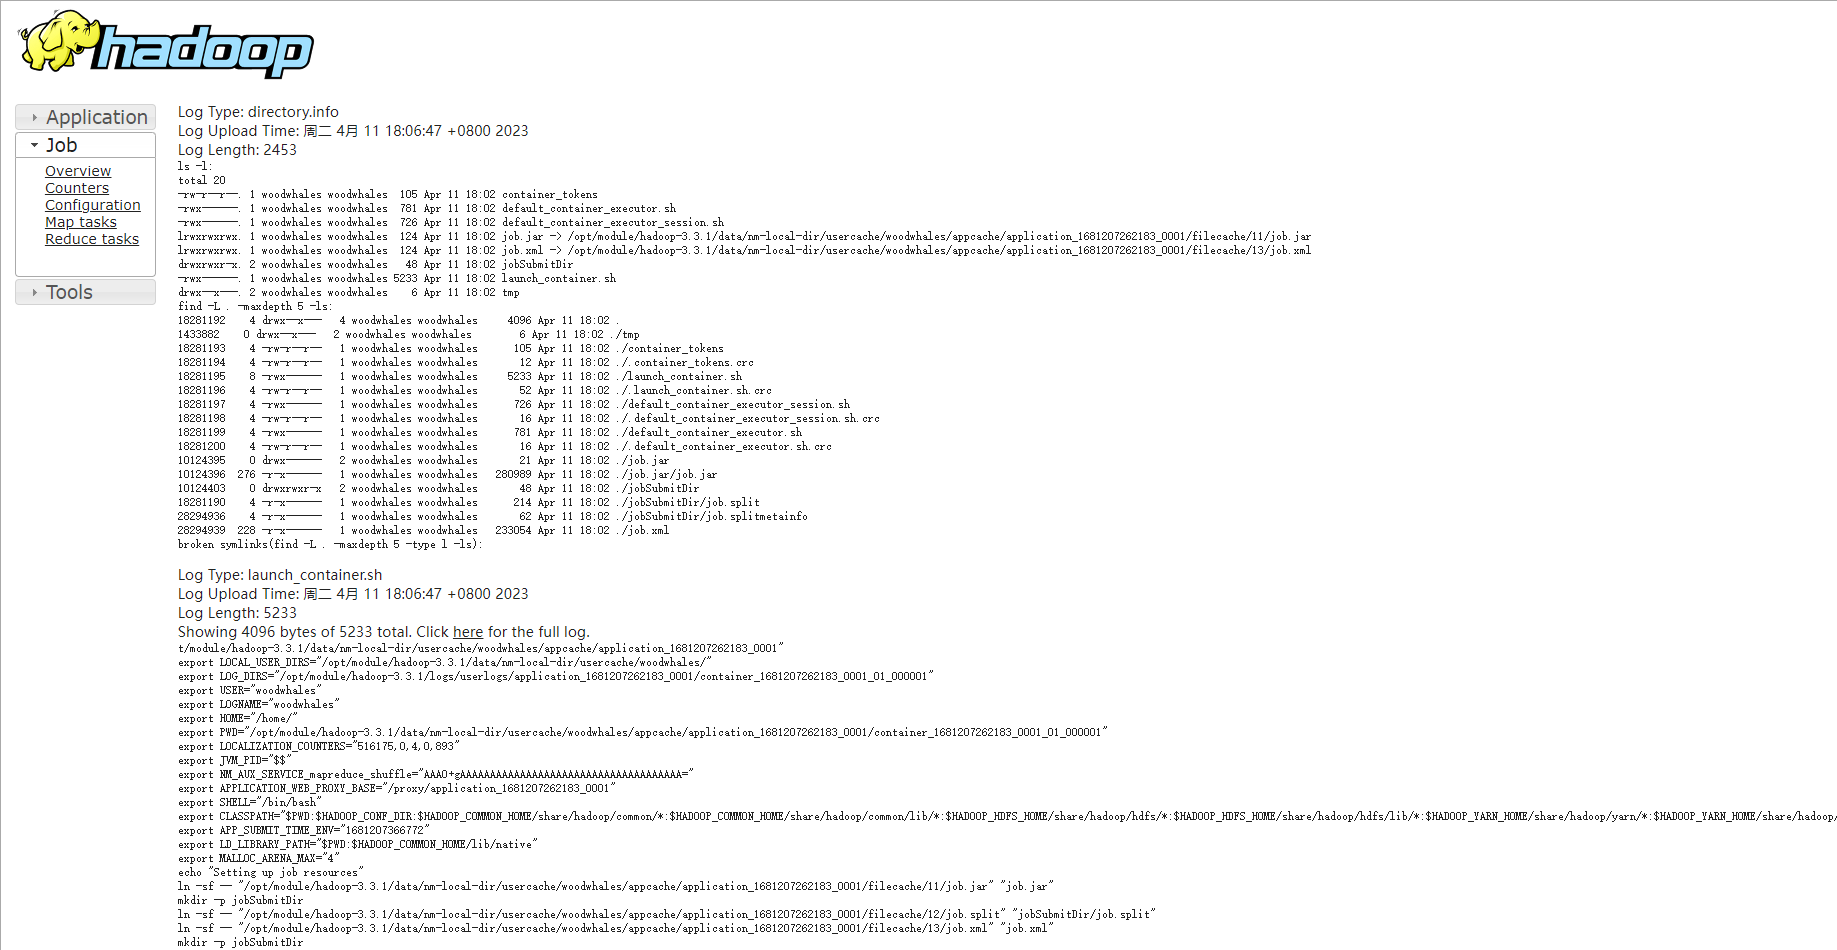 hadoop
Application
Job
Overview
Counters
Configuration
Map tasks
Reduce tasks
Tools
Log Type: directory.info
Log Upload Time: 周二 4月 11 18:06:47 +0800 2023
Log Length: 2453
ls -l:
total 20
-rw-r--r--. 1 woodwhales woodwhales  105 Apr 11 18:02 container_tokens
-rwx------. 1 woodwhales woodwhales  781 Apr 11 18:02 default_container_executor.sh
-rwx------. 1 woodwhales woodwhales  726 Apr 11 18:02 default_container_executor_session.sh
lrwxrwxrwx. 1 woodwhales woodwhales  124 Apr 11 18:02 job.jar -> /opt/module/hadoop-3.3.1/data/nm-local-dir/usercache/woodwhales/appcache/application_1681207262183_0001/filecache/11/job.jar
lrwxrwxrwx. 1 woodwhales woodwhales  124 Apr 11 18:02 job.xml -> /opt/module/hadoop-3.3.1/data/nm-local-dir/usercache/woodwhales/appcache/application_1681207262183_0001/filecache/13/job.xml
drwxrwxr-x. 2 woodwhales woodwhales   48 Apr 11 18:02 jobSubmitDir
-rwx------. 1 woodwhales woodwhales 5233 Apr 11 18:02 launch_container.sh
drwx--x---. 2 woodwhales woodwhales    6 Apr 11 18:02 tmp
find -L . -maxdepth 5 -ls:
18281192    4 drwx--x---   4 woodwhales woodwhales     4096 Apr 11 18:02 .
1433882    0 drwx--x---   2 woodwhales woodwhales        6 Apr 11 18:02 ./tmp
18281193    4 -rw-r--r--   1 woodwhales woodwhales      105 Apr 11 18:02 ./container_tokens
18281194    4 -rw-r--r--   1 woodwhales woodwhales       12 Apr 11 18:02 ./.container_tokens.crc
18281195    8 -rwx------   1 woodwhales woodwhales     5233 Apr 11 18:02 ./launch_container.sh
18281196    4 -rw-r--r--   1 woodwhales woodwhales       52 Apr 11 18:02 ./.launch_container.sh.crc
18281197    4 -rwx------   1 woodwhales woodwhales      726 Apr 11 18:02 ./default_container_executor_session.sh
18281198    4 -rw-r--r--   1 woodwhales woodwhales       16 Apr 11 18:02 ./.default_container_executor_session.sh.crc
18281199    4 -rwx------   1 woodwhales woodwhales      781 Apr 11 18:02 ./default_container_executor.sh
18281200    4 -rw-r--r--   1 woodwhales woodwhales       16 Apr 11 18:02 ./.default_container_executor.sh.crc
10124395    0 drwx------   2 woodwhales woodwhales       21 Apr 11 18:02 ./job.jar
10124396  276 -r-x------   1 woodwhales woodwhales   280989 Apr 11 18:02 ./job.jar/job.jar
10124403    0 drwxrwxr-x   2 woodwhales woodwhales       48 Apr 11 18:02 ./jobSubmitDir
18281190    4 -r-x------   1 woodwhales woodwhales      214 Apr 11 18:02 ./jobSubmitDir/job.split
28294936    4 -r-x------   1 woodwhales woodwhales       62 Apr 11 18:02 ./jobSubmitDir/job.splitmetainfo
28294939  228 -r-x------   1 woodwhales woodwhales   233054 Apr 11 18:02 ./job.xml
broken symlinks(find -L . -maxdepth 5 -type l -ls):
Log Type: launch_container.sh
Log Upload Time: 周二 4月 11 18:06:47 +0800 2023
Log Length: 5233
Showing 4096 bytes of 5233 total. Click here for the full log.
t/module/hadoop-3.3.1/data/nm-local-dir/usercache/woodwhales/appcache/application_1681207262183_0001"
export LOCAL_USER_DIRS="/opt/module/hadoop-3.3.1/data/nm-local-dir/usercache/woodwhales/"
export LOG_DIRS="/opt/module/hadoop-3.3.1/logs/userlogs/application_1681207262183_0001/container_1681207262183_0001_01_000001"
export USER="woodwhales"
export LOGNAME="woodwhales"
export HOME="/home/"
export PWD="/opt/module/hadoop-3.3.1/data/nm-local-dir/usercache/woodwhales/appcache/application_1681207262183_0001/container_1681207262183_0001_01_000001"
export LOCALIZATION_COUNTERS="516175,0,4,0,893"
export JVM_PID="$$"
export NM_AUX_SERVICE_mapreduce_shuffle="AAA0+gAAAAAAAAAAAAAAAAAAAAAAAAAAAAAAAAAAAAA="
export APPLICATION_WEB_PROXY_BASE="/proxy/application_1681207262183_0001"
export SHELL="/bin/bash"
export CLASSPATH="$PWD:$HADOOP_CONF_DIR:$HADOOP_COMMON_HOME/share/hadoop/common/*:$HADOOP_COMMON_HOME/share/hadoop/common/lib/*:$HADOOP_HDFS_HOME/share/hadoop/hdfs/*:$HADOOP_HDFS_HOME/share/hadoop/hdfs/lib/*:$HADOOP_YARN_HOME/share/hadoop/yarn/*:$HADOOP_YARN_HOME/share/hadoop/
export APP_SUBMIT_TIME_ENV="1681207366772"
export LD_LIBRARY_PATH="$PWD:$HADOOP_COMMON_HOME/lib/native"
export MALLOC_ARENA_MAX="4"
echo "Setting up job resources"
ln -sf -- "/opt/module/hadoop-3.3.1/data/nm-local-dir/usercache/woodwhales/appcache/application_1681207262183_0001/filecache/11/job.jar" "job.jar"
mkdir -p jobSubmitDir
ln -sf -- "/opt/module/hadoop-3.3.1/data/nm-local-dir/usercache/woodwhales/appcache/application_1681207262183_0001/filecache/12/job.split" "jobSubmitDir/job.split"
ln -sf -- "/opt/module/hadoop-3.3.1/data/nm-local-dir/usercache/woodwhales/appcache/application_1681207262183_0001/filecache/13/job.xml" "job.xml"
mkdir -p jobSubmitDir